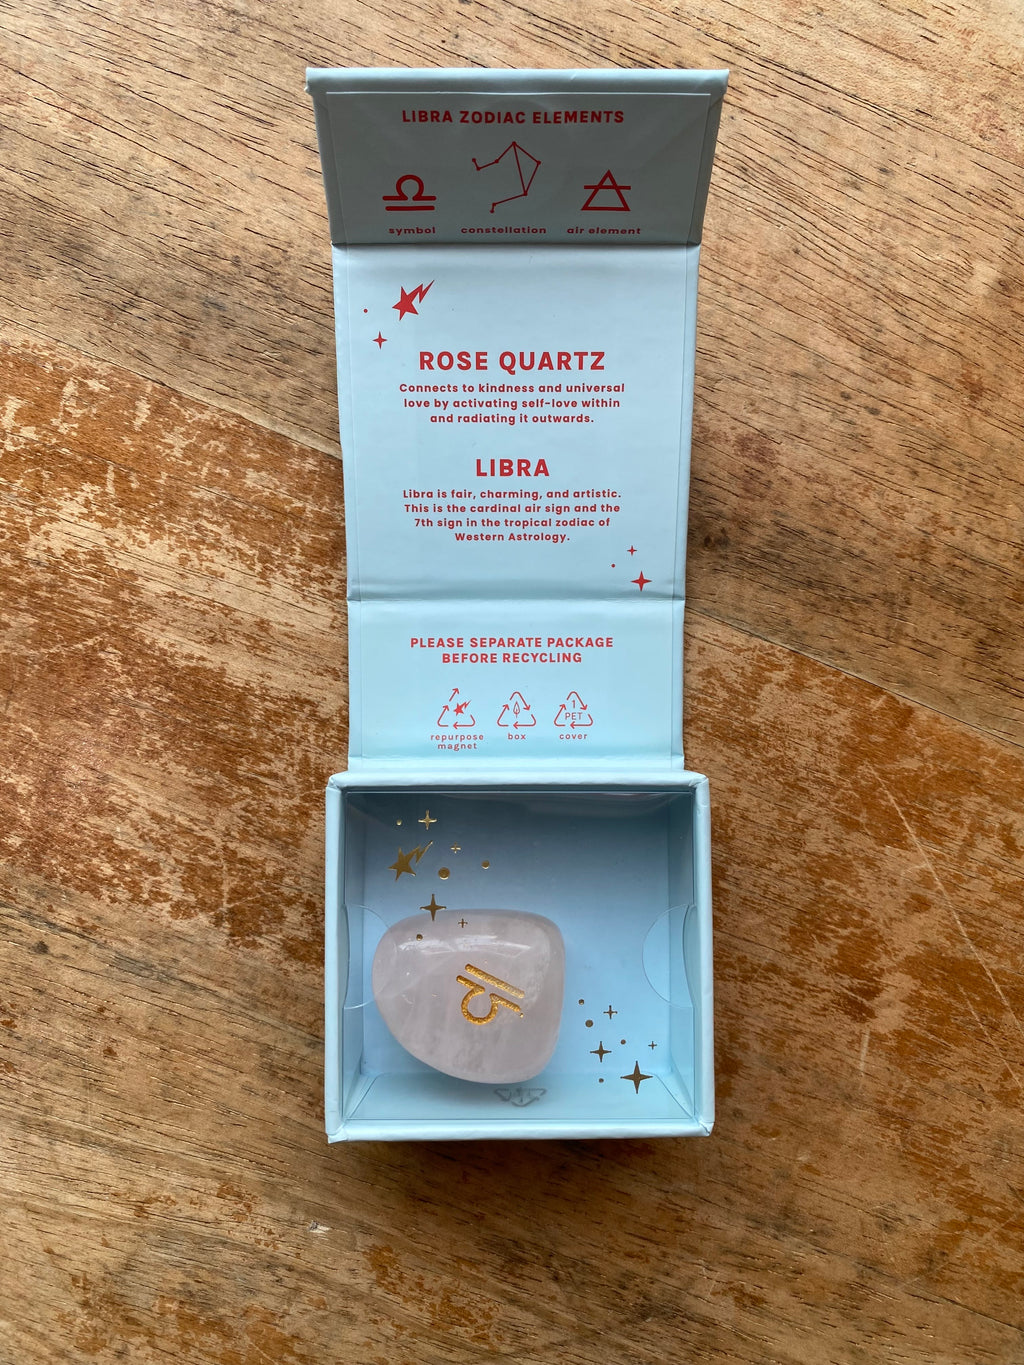 LIBRA ZODIAC ELEMENTS
symbol constellation air element
ROSE QUARTZ
Connects to kindness and universal
love by activating self-love within
and radiating it outwards.
LIBRA
Libra is fair, charming, and artistic.
This is the cardinal air sign and the
7th sign in the tropical zodiac of
Western Astrology.
PLEASE SEPARATE PACKAGE
BEFORE RECYCLING
1
PET
repurpose box cover
magnet